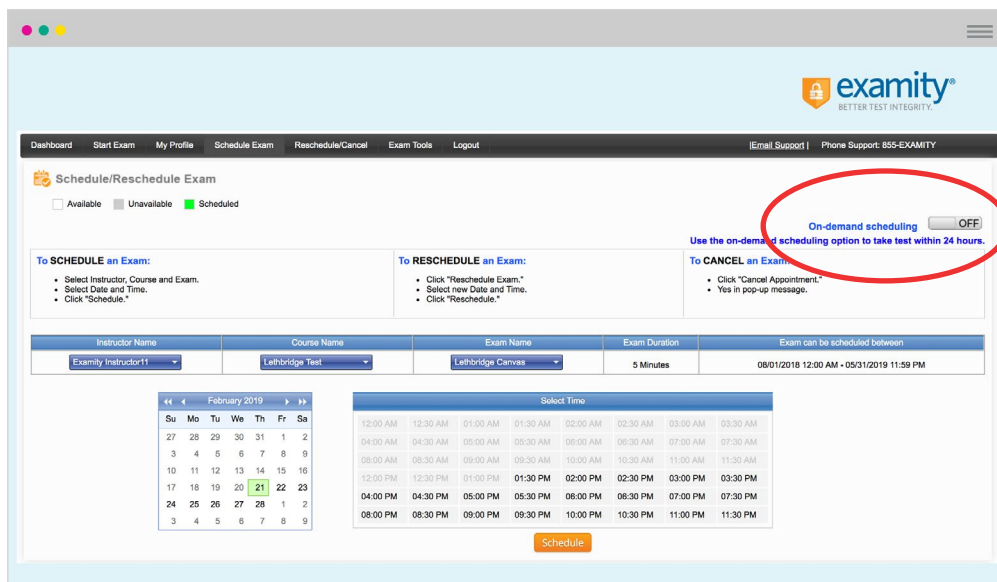 examity®
BETTER TEST INTEGRITY.
Dashboard Start Exam My Profile Schedule Exam Reschedule/Cancel Exam Tools Logout |Email Support | Phone Support: 855-EXAMITY
Schedule/Reschedule Exam
Available Unavailable Scheduled
On-demand scheduling OFF
Use the on-demand scheduling option to take test within 24 hours.
To SCHEDULE an Exam:
• Select Instructor, Course and Exam.
• Select Date and Time.
• Click "Schedule."
To RESCHEDULE an Exam:
• Click "Reschedule Exam."
• Select new Date and Time.
• Click "Reschedule."
To CANCEL an Exam:
• Click "Cancel Appointment."
• Yes in pop-up message.
Instructor Name Course Name Exam Name Exam Duration Exam can be scheduled between
Examity Instructor11 Lethbridge Test Lethbridge Canvas 5 Minutes 08/01/2018 12:00 AM - 05/31/2019 11:59 PM
February 2019
Su Mo Tu We Th Fr Sa
27 28 29 30 31 1 2
3 4 5 6 7 8 9
10 11 12 13 14 15 16
17 18 19 20 21 22 23
24 25 26 27 28 1 2
3 4 5 6 7 8 9
Select Time
12:00 AM 12:30 AM 01:00 AM 01:30 AM 02:00 AM 02:30 AM 03:00 AM 03:30 AM
04:00 AM 04:30 AM 05:00 AM 05:30 AM 06:00 AM 06:30 AM 07:00 AM 07:30 AM
08:00 AM 08:30 AM 09:00 AM 09:30 AM 10:00 AM 10:30 AM 11:00 AM 11:30 AM
12:00 PM 12:30 PM 01:00 PM 01:30 PM 02:00 PM 02:30 PM 03:00 PM 03:30 PM
04:00 PM 04:30 PM 05:00 PM 05:30 PM 06:00 PM 06:30 PM 07:00 PM 07:30 PM
08:00 PM 08:30 PM 09:00 PM 09:30 PM 10:00 PM 10:30 PM 11:00 PM 11:30 PM
Schedule